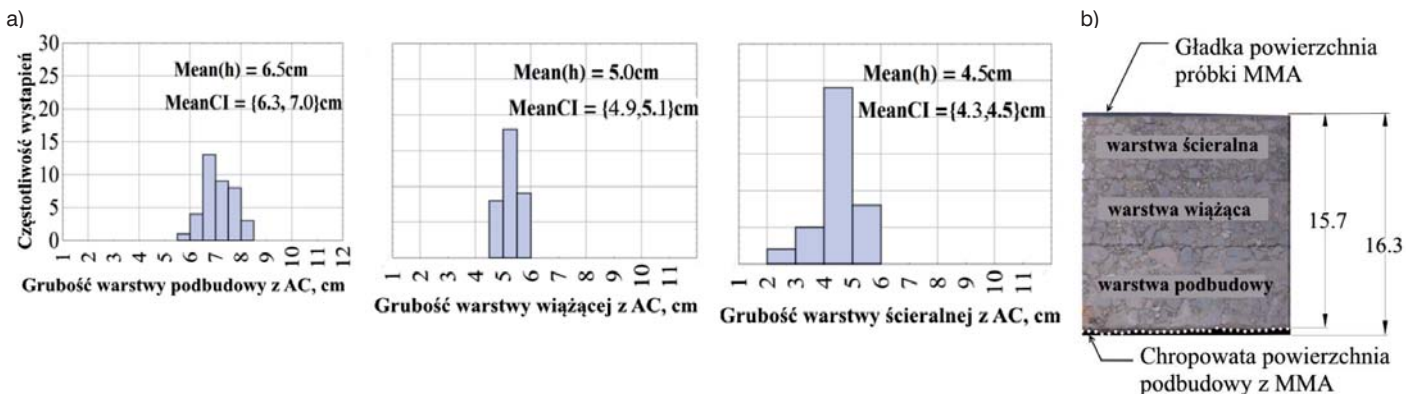 a)
Częstotliwość wystapień
30
25
20
15
10
5
0
Mean(h) = 6.5cm
MeanCI = {6.3, 7.0}cm
1 2 3 4 5 6 7 8 9 10 11 12
Grubość warstwy podbudowy z AC, cm
Mean(h) = 5.0cm
MeanCI = {4.9,5.1}cm
1 2 3 4 5 6 7 8 9 10 11
Grubość warstwy wiążącej z AC, cm
Mean(h) = 4.5cm
MeanCI ={4.3,4.5}cm
1 2 3 4 5 6 7 8 9 10 11
Grubość warstwy ścieralnej z AC, cm
b)
Gładka powierzchnia
próbki MMA
warstwa ścieralna
warstwa wiążąca
warstwa podbudowy
15.7
16.3
Chropowata powierzchnia
podbudowy z MMA